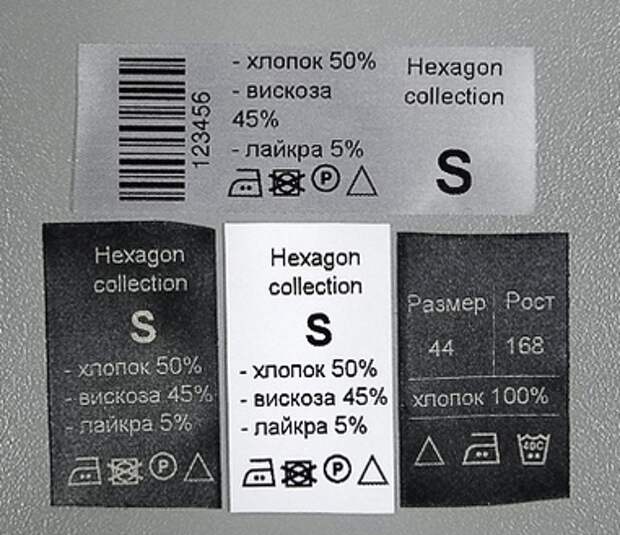 123456
- хлопок 50%
- вискоза
45%
- лайкра 5%
P
Hexagon
collection
S
Hexagon
collection
S
- хлопок 50%
- вискоза 45%
- лайкра 5%
P
Hexagon
collection
S
- хлопок 50%
- вискоза 45%
- лайкра 5%
P
Размер Рост
44 168
хлопок 100%
40C